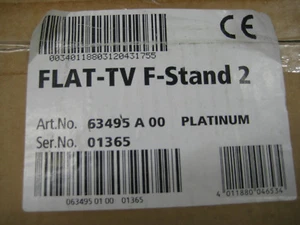 CE
00340118803120431755
FLAT-TV F-Stand 2
Art.No. 63495 A 00 PLATINUM
Ser.No. 01365
063495 01 00 01365
4 011880 046534